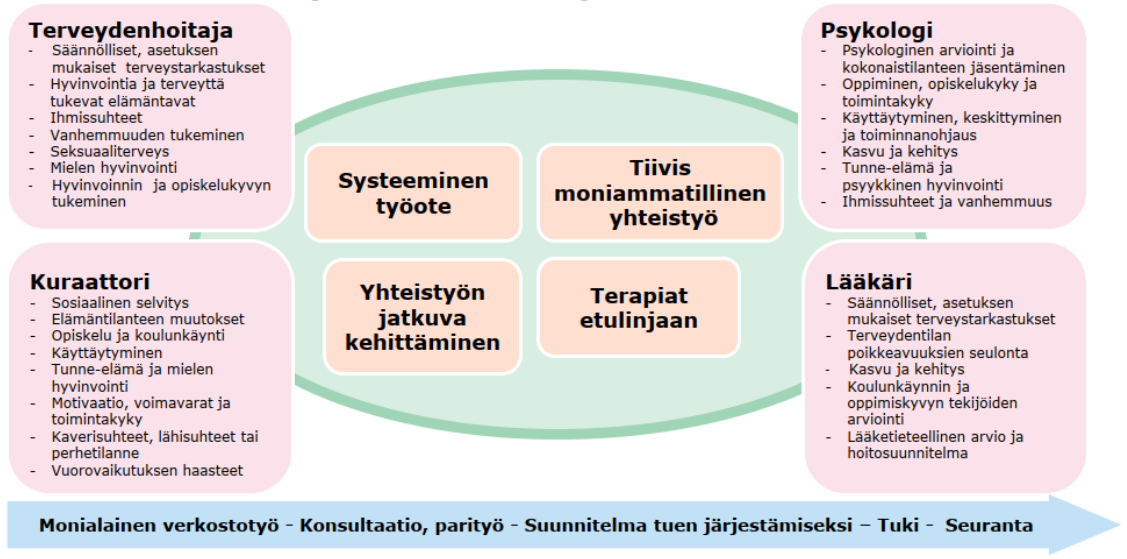 Terveydenhoitaja
- Säännölliset, asetuksen
mukaiset terveystarkastukset
- Hyvinvointia ja terveyttä
tukevat elämäntavat
- Ihmissuhteet
- Vanhemmuuden tukeminen
- Seksuaaliterveys
- Mielen hyvinvointi
- Hyvinvoinnin ja opiskelukyvyn
tukeminen
Psykologi
- Psykologinen arviointi ja
kokonaistilanteen jäsentäminen
- Oppiminen, opiskelukyky ja
toimintakyky
- Käyttäytyminen, keskittyminen
ja toiminnanohjaus
- Kasvu ja kehitys
- Tunne-elämä ja
psyykkinen hyvinvointi
- Ihmissuhteet ja vanhemmuus
Systeeminen
työote
Tiivis
moniammatillinen
yhteistyö
Yhteistyön
jatkuva
kehittäminen
Terapiat
etulinjaan
Kuraattori
- Sosiaalinen selvitys
- Elämäntilanteen muutokset
- Opiskelu ja koulunkäynti
- Käyttäytyminen
- Tunne-elämä ja mielen
hyvinvointi
- Motivaatio, voimavarat ja
toimintakyky
- Kaverisuhteet, lähisuhteet tai
perhetilanne
- Vuorovaikutuksen haasteet
Lääkäri
- Säännölliset, asetuksen
mukaiset terveystarkastukset
- Terveydentilan
poikkeavuuksien seulonta
- Kasvu ja kehitys
- Koulunkäynnin ja
oppimiskyvyn tekijöiden
arviointi
- Lääketieteellinen arvio ja
hoitosuunnitelma
Monialainen verkostotyö - Konsultaatio, parityö - Suunnitelma tuen järjestämiseksi – Tuki - Seuranta